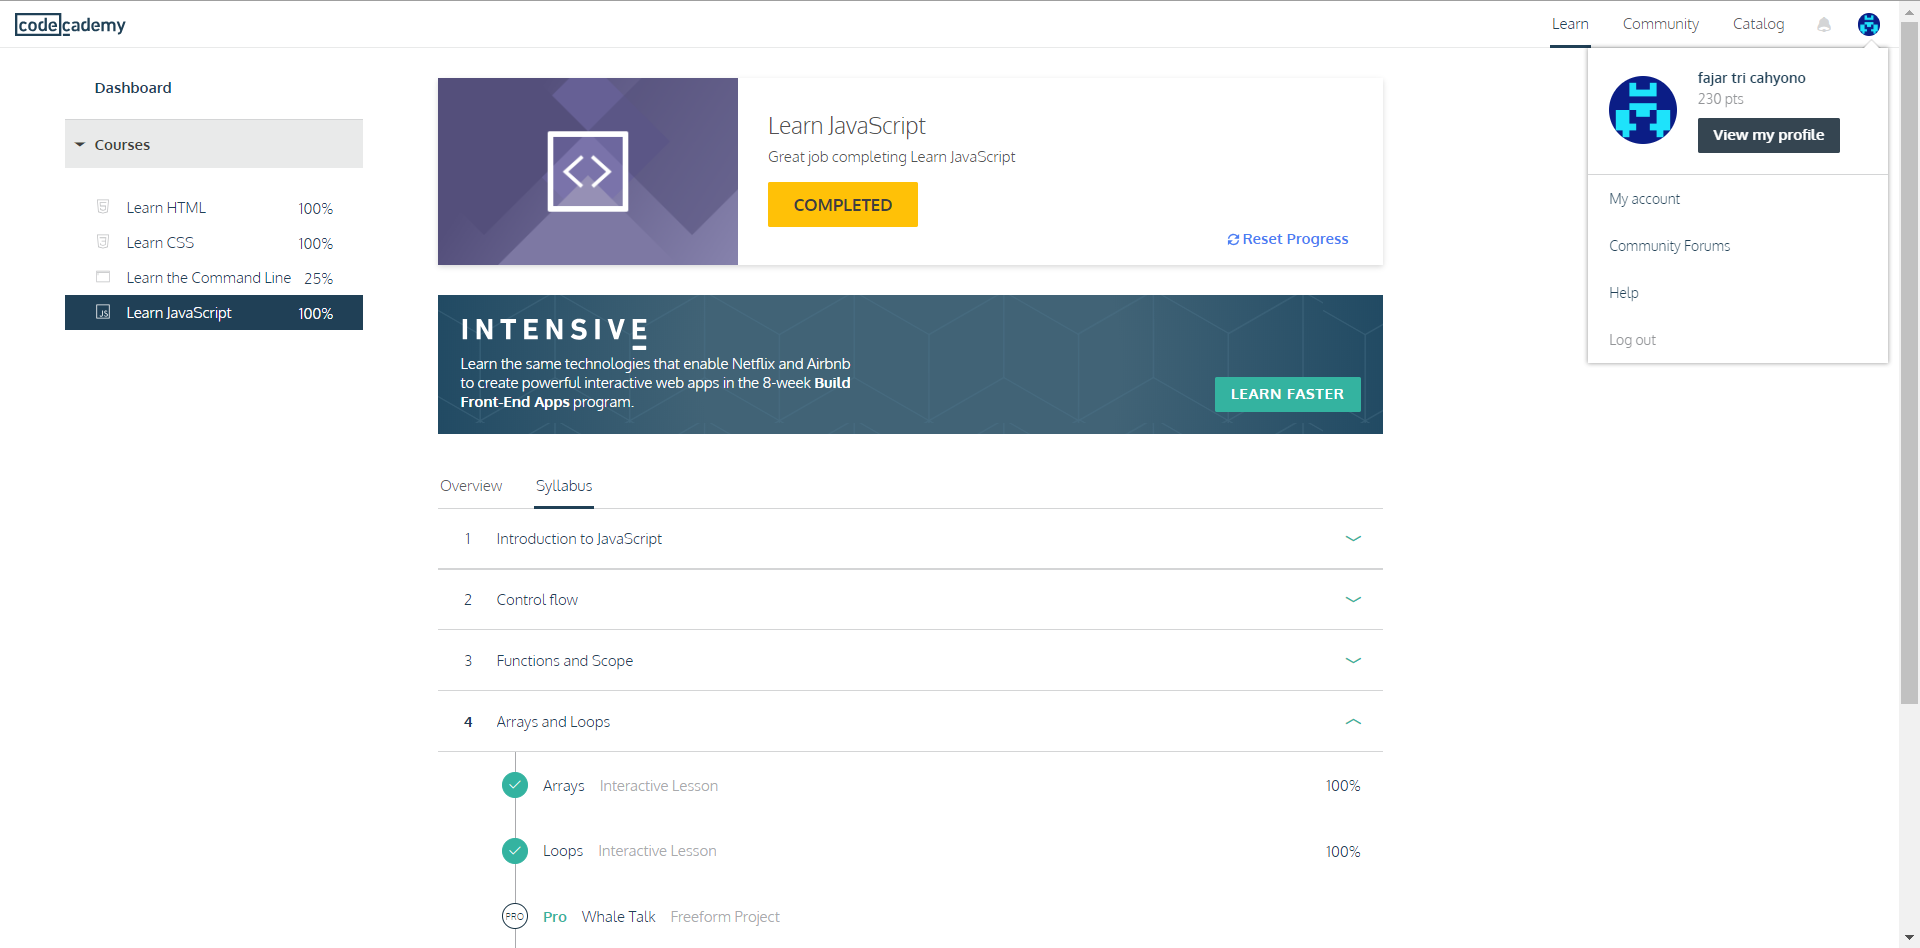 codecademy
Learn Community Catalog
Dashboard
Courses
Learn HTML 100%
Learn CSS 100%
Learn the Command Line 25%
JS Learn JavaScript 100%
Learn JavaScript
Great job completing Learn JavaScript
COMPLETED
Reset Progress
INTENSIVE
Learn the same technologies that enable Netflix and Airbnb
to create powerful interactive web apps in the 8-week Build
Front-End Apps program.
LEARN FASTER
Overview Syllabus
1 Introduction to JavaScript
2 Control flow
3 Functions and Scope
4 Arrays and Loops
Arrays Interactive Lesson 100%
Loops Interactive Lesson 100%
PRO Pro Whale Talk Freeform Project
fajar tri cahyono
230 pts
View my profile
My account
Community Forums
Help
Log out